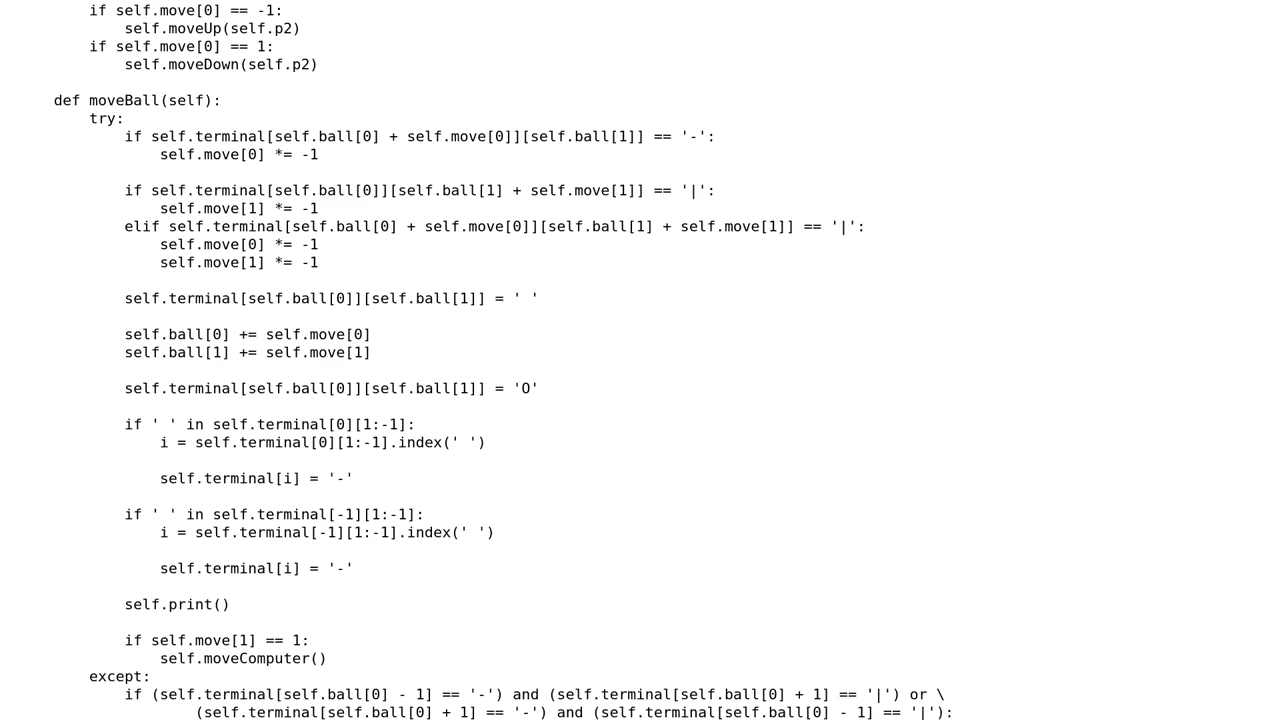 if self.move[0] == -1:
self.moveUp(self.p2)
if self.move[0] == 1:
self.moveDown(self.p2)
def moveBall(self):
try:
if self.terminal[self.ball[0] + self.move[0]][self.ball[1]] == '-':
self.move[0] *= -1
if self.terminal[self.ball[0]][self.ball[1] + self.move[1]] == '|':
self.move[1] *= -1
elif self.terminal[self.ball[0] + self.move[0]][self.ball[1] + self.move[1]] == '|':
self.move[0] *= -1
self.move[1] *= -1
self.terminal[self.ball[0]][self.ball[1]] = ' '
self.ball[0] += self.move[0]
self.ball[1] += self.move[1]
self.terminal[self.ball[0]][self.ball[1]] = 'O'
if ' ' in self.terminal[0][1:-1]:
i = self.terminal[0][1:-1].index(' ')
self.terminal[i] = '-'
if ' ' in self.terminal[-1][1:-1]:
i = self.terminal[-1][1:-1].index(' ')
self.terminal[i] = '-'
self.print()
if self.move[1] == 1:
self.moveComputer()
except:
if (self.terminal[self.ball[0] - 1] == '-') and (self.terminal[self.ball[0] + 1] == '|') or \
(self.terminal[self.ball[0] + 1] == '-') and (self.terminal[self.ball[0] - 1] == '|'):